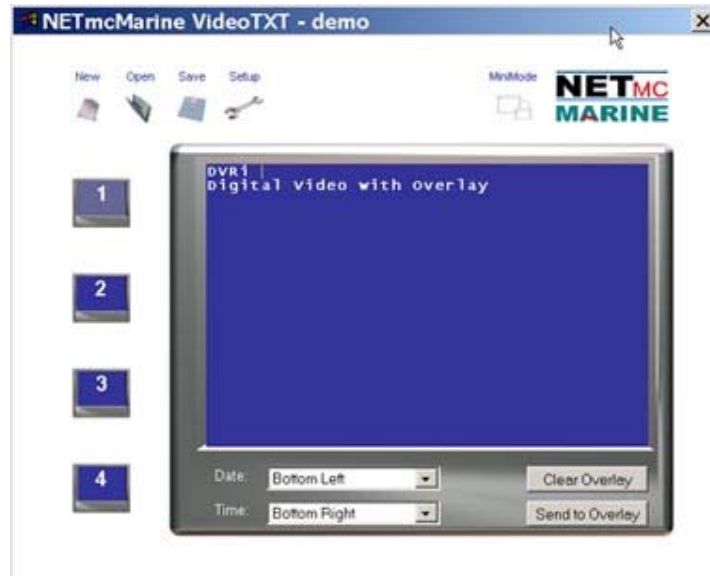 NETmcMarine VideoTXT - demo
New Open Save Setup MiniMode
NETMC
MARINE
DVR1
Digital Video with Overlay
1
2
3
4
Date: Bottom Left Clear Overlay
Time: Bottom Right Send to Overlay